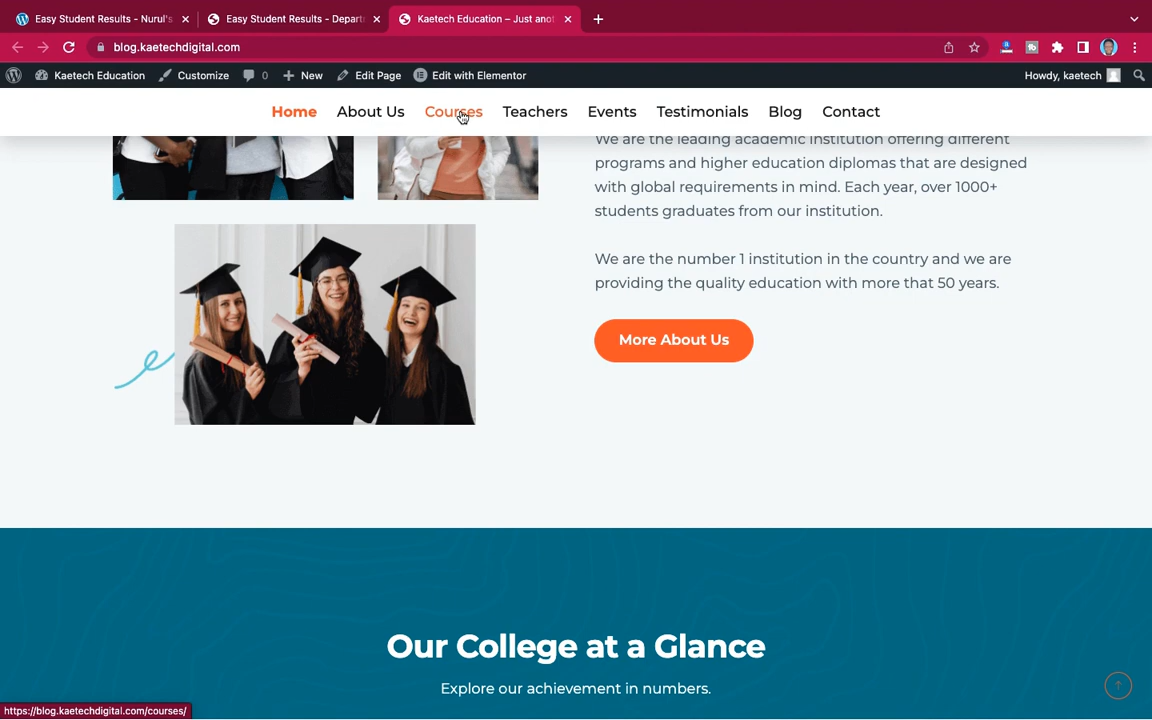 Easy Student Results - Nurul's
Easy Student Results - Depart
Kaetech Education – Just anot
blog.kaetechdigital.com
Kaetech Education
Customize
0
New
Edit Page
Edit with Elementor
Howdy, kaetech
Home About Us Courses Teachers Events Testimonials Blog Contact
We are the leading academic institution offering different
programs and higher education diplomas that are designed
with global requirements in mind. Each year, over 1000+
students graduates from our institution.
We are the number 1 institution in the country and we are
providing the quality education with more that 50 years.
More About Us
Our College at a Glance
Explore our achievement in numbers.
https://blog.kaetechdigital.com/courses/